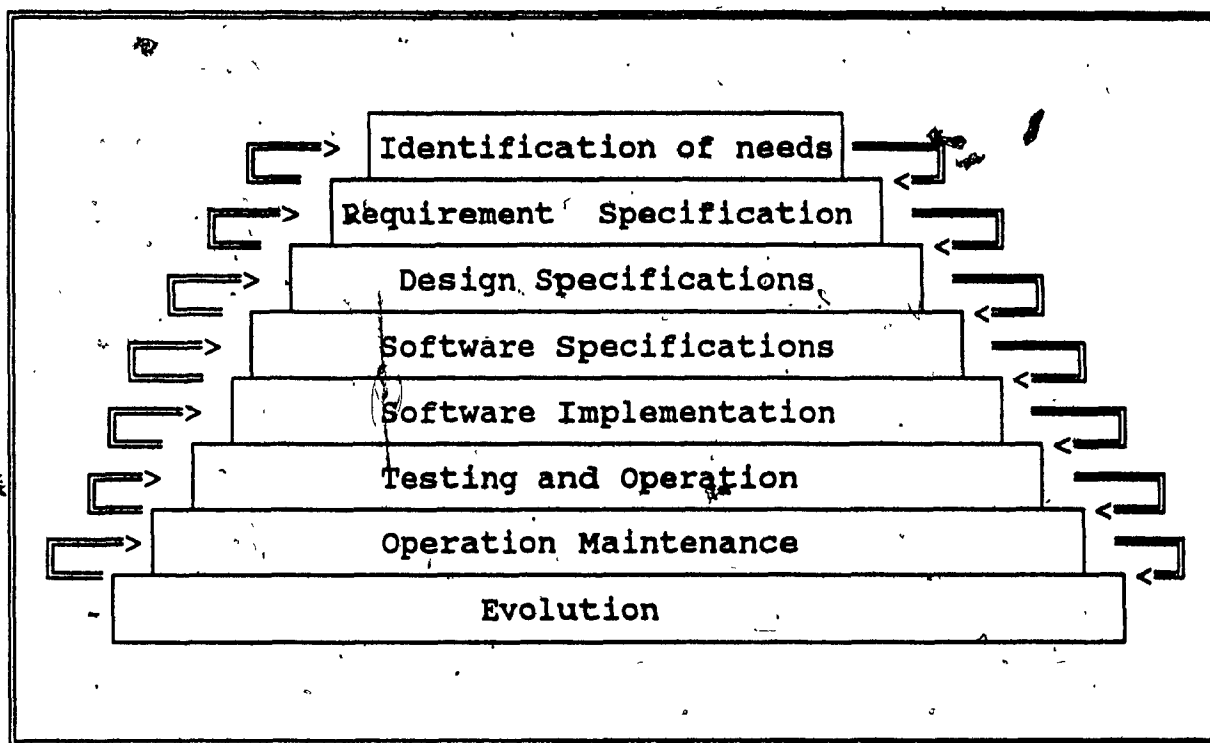 Identification of needs
Requirement Specification
Design Specifications
Software Specifications
Software Implementation
Testing and Operation
Operation Maintenance
Evolution